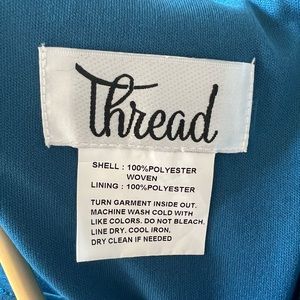 Thread
SHELL : 100%POLYESTER
WOVEN
LINING : 100%POLYESTER
TURN GARMENT INSIDE OUT.
MACHINE WASH COLD WITH
LIKE COLORS. DO NOT BLEACH.
LINE DRY. COOL IRON,
DRY CLEAN IF NEEDED